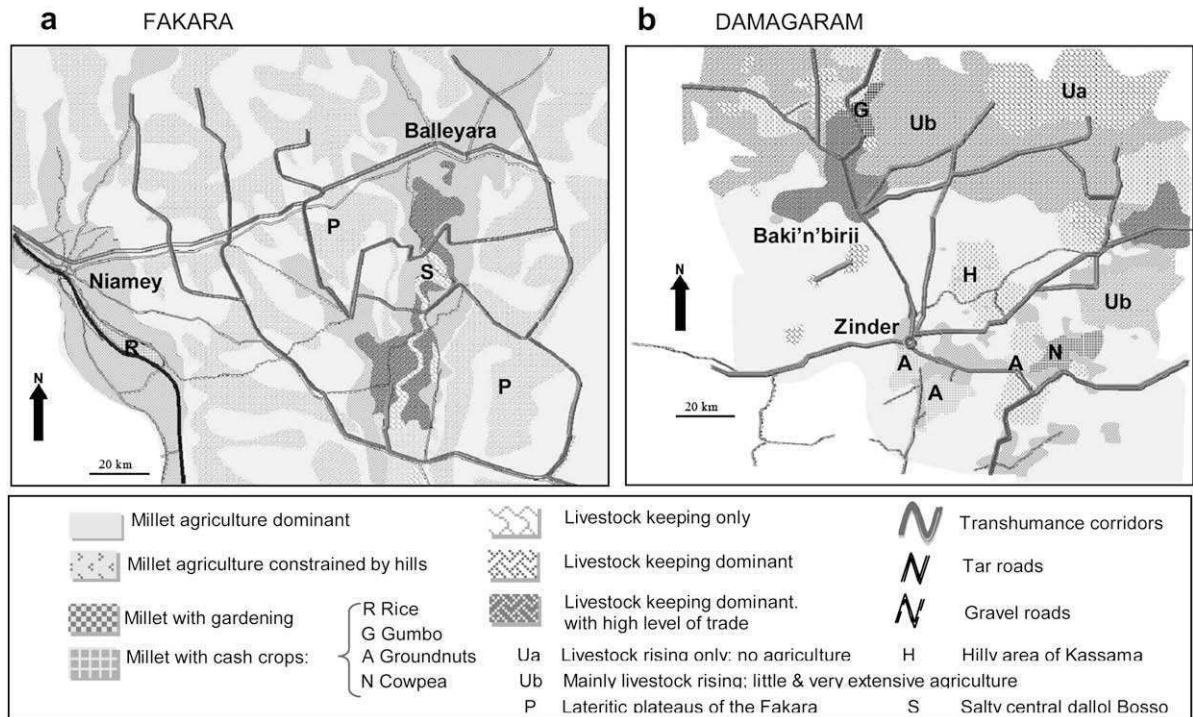 a FAKARA
b DAMAGARAM
Balleyara
P
S
Niamey
R
P
N
20 km
Ua
G
Ub
Baki'n'birii
H
N
Ub
Zinder
A
A
N
A
20 km
Millet agriculture dominant
Millet agriculture constrained by hills
Millet with gardening
Millet with cash crops:
R Rice
G Gumbo
A Groundnuts
N Cowpea
Livestock keeping only
Livestock keeping dominant
Livestock keeping dominant.
with high level of trade
Transhumance corridors
Tar roads
Gravel roads
Ua Livestock rising only: no agriculture
H Hilly area of Kassama
Ub Mainly livestock rising; little & very extensive agriculture
P Lateritic plateaus of the Fakara
S Salty central dallol Bosso